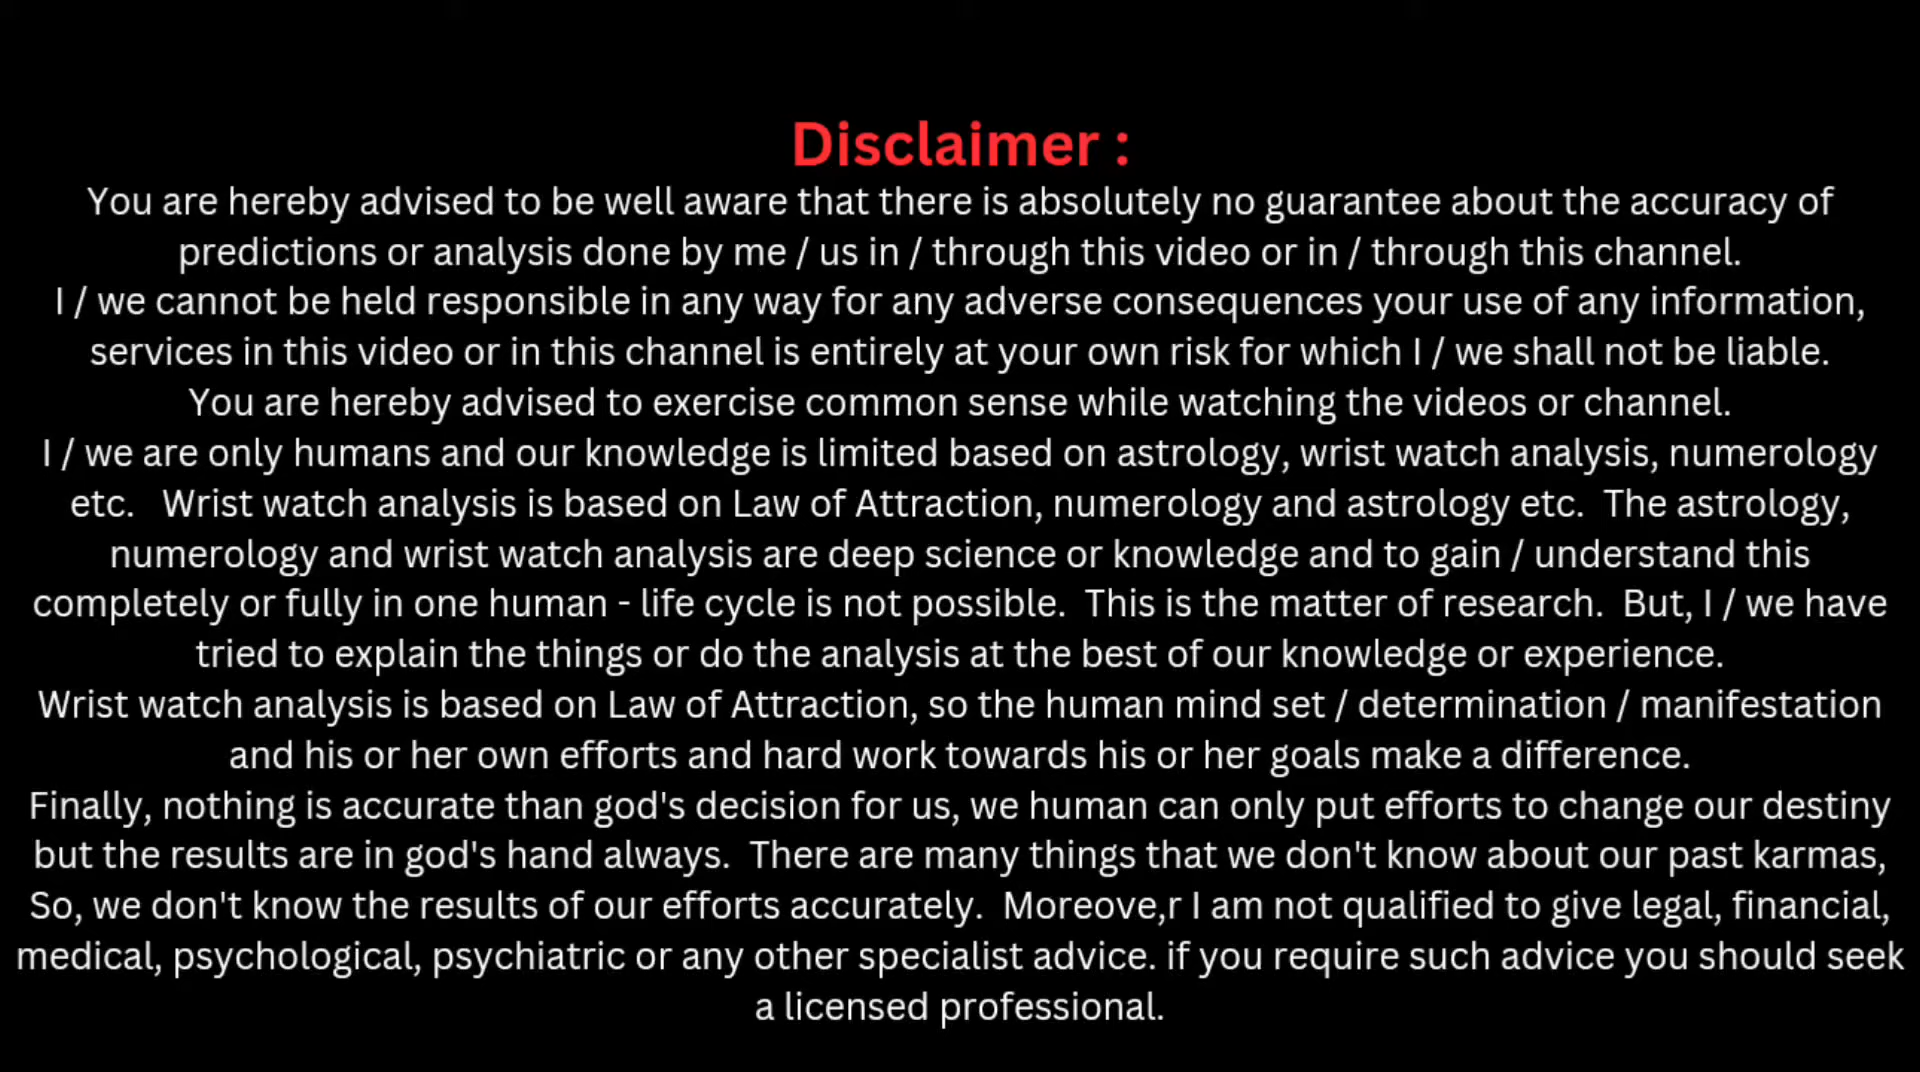 Disclaimer :
You are hereby advised to be well aware that there is absolutely no guarantee about the accuracy of
predictions or analysis done by me / us in / through this video or in / through this channel.
I / we cannot be held responsible in any way for any adverse consequences your use of any information,
services in this video or in this channel is entirely at your own risk for which I / we shall not be liable.
You are hereby advised to exercise common sense while watching the videos or channel.
I / we are only humans and our knowledge is limited based on astrology, wrist watch analysis, numerology
etc.   Wrist watch analysis is based on Law of Attraction, numerology and astrology etc.  The astrology,
numerology and wrist watch analysis are deep science or knowledge and to gain / understand this
completely or fully in one human - life cycle is not possible.  This is the matter of research.  But, I / we have
tried to explain the things or do the analysis at the best of our knowledge or experience.
Wrist watch analysis is based on Law of Attraction, so the human mind set / determination / manifestation
and his or her own efforts and hard work towards his or her goals make a difference.
Finally, nothing is accurate than god's decision for us, we human can only put efforts to change our destiny
but the results are in god's hand always.  There are many things that we don't know about our past karmas,
So, we don't know the results of our efforts accurately.  Moreove,r I am not qualified to give legal, financial,
medical, psychological, psychiatric or any other specialist advice. if you require such advice you should seek
a licensed professional.